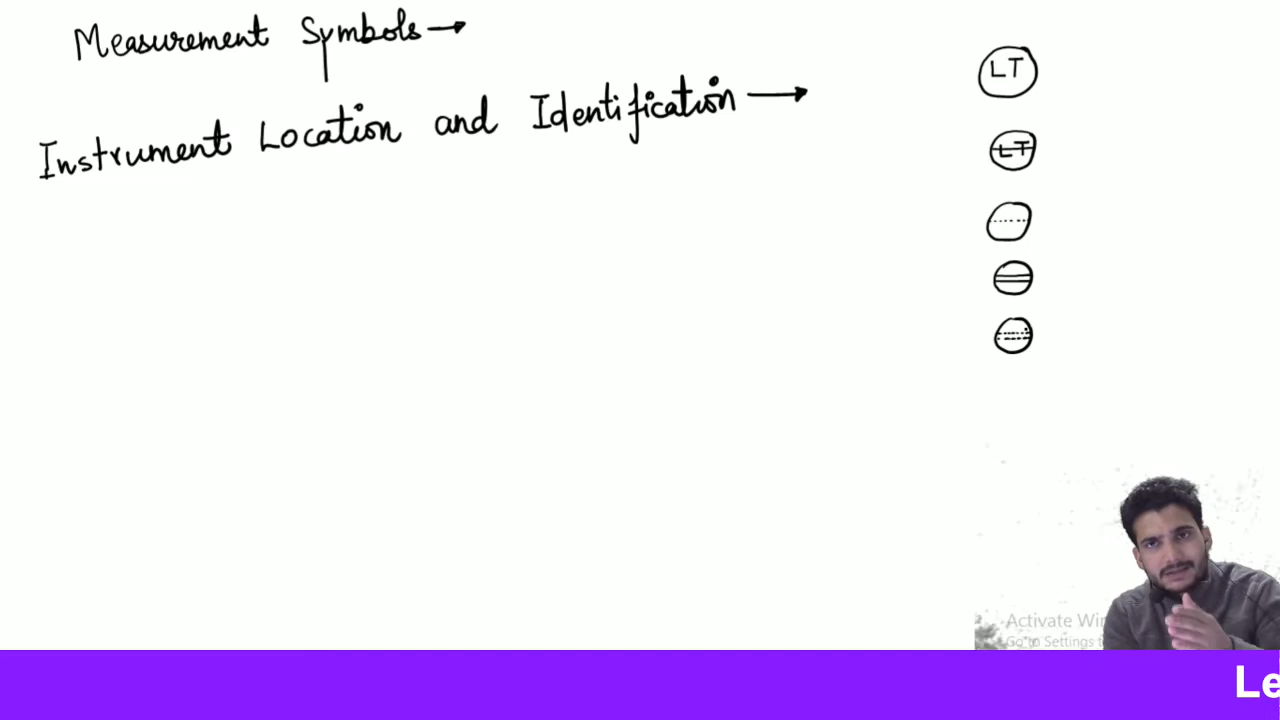 Measurement Symbols →
Instrument Location and Identification →
LT
LT
Activate Wi
Go to Settings t
Le